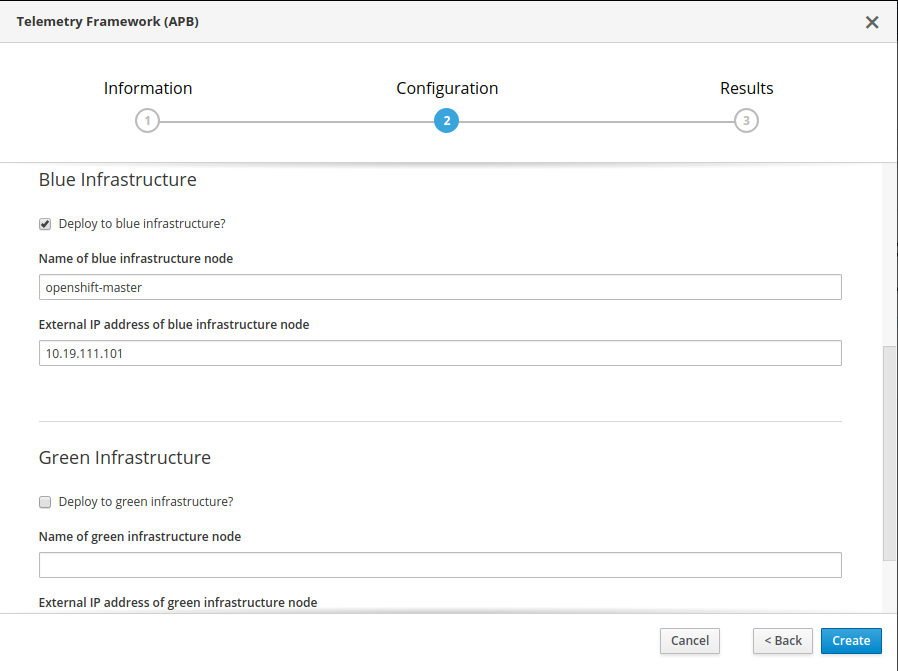 Telemetry Framework (APB)
Information Configuration Results
1 2 3
Blue Infrastructure
Deploy to blue infrastructure?
Name of blue infrastructure node
openshift-master
External IP address of blue infrastructure node
10.19.111.101
Green Infrastructure
Deploy to green infrastructure?
Name of green infrastructure node
External IP address of green infrastructure node
Cancel < Back Create